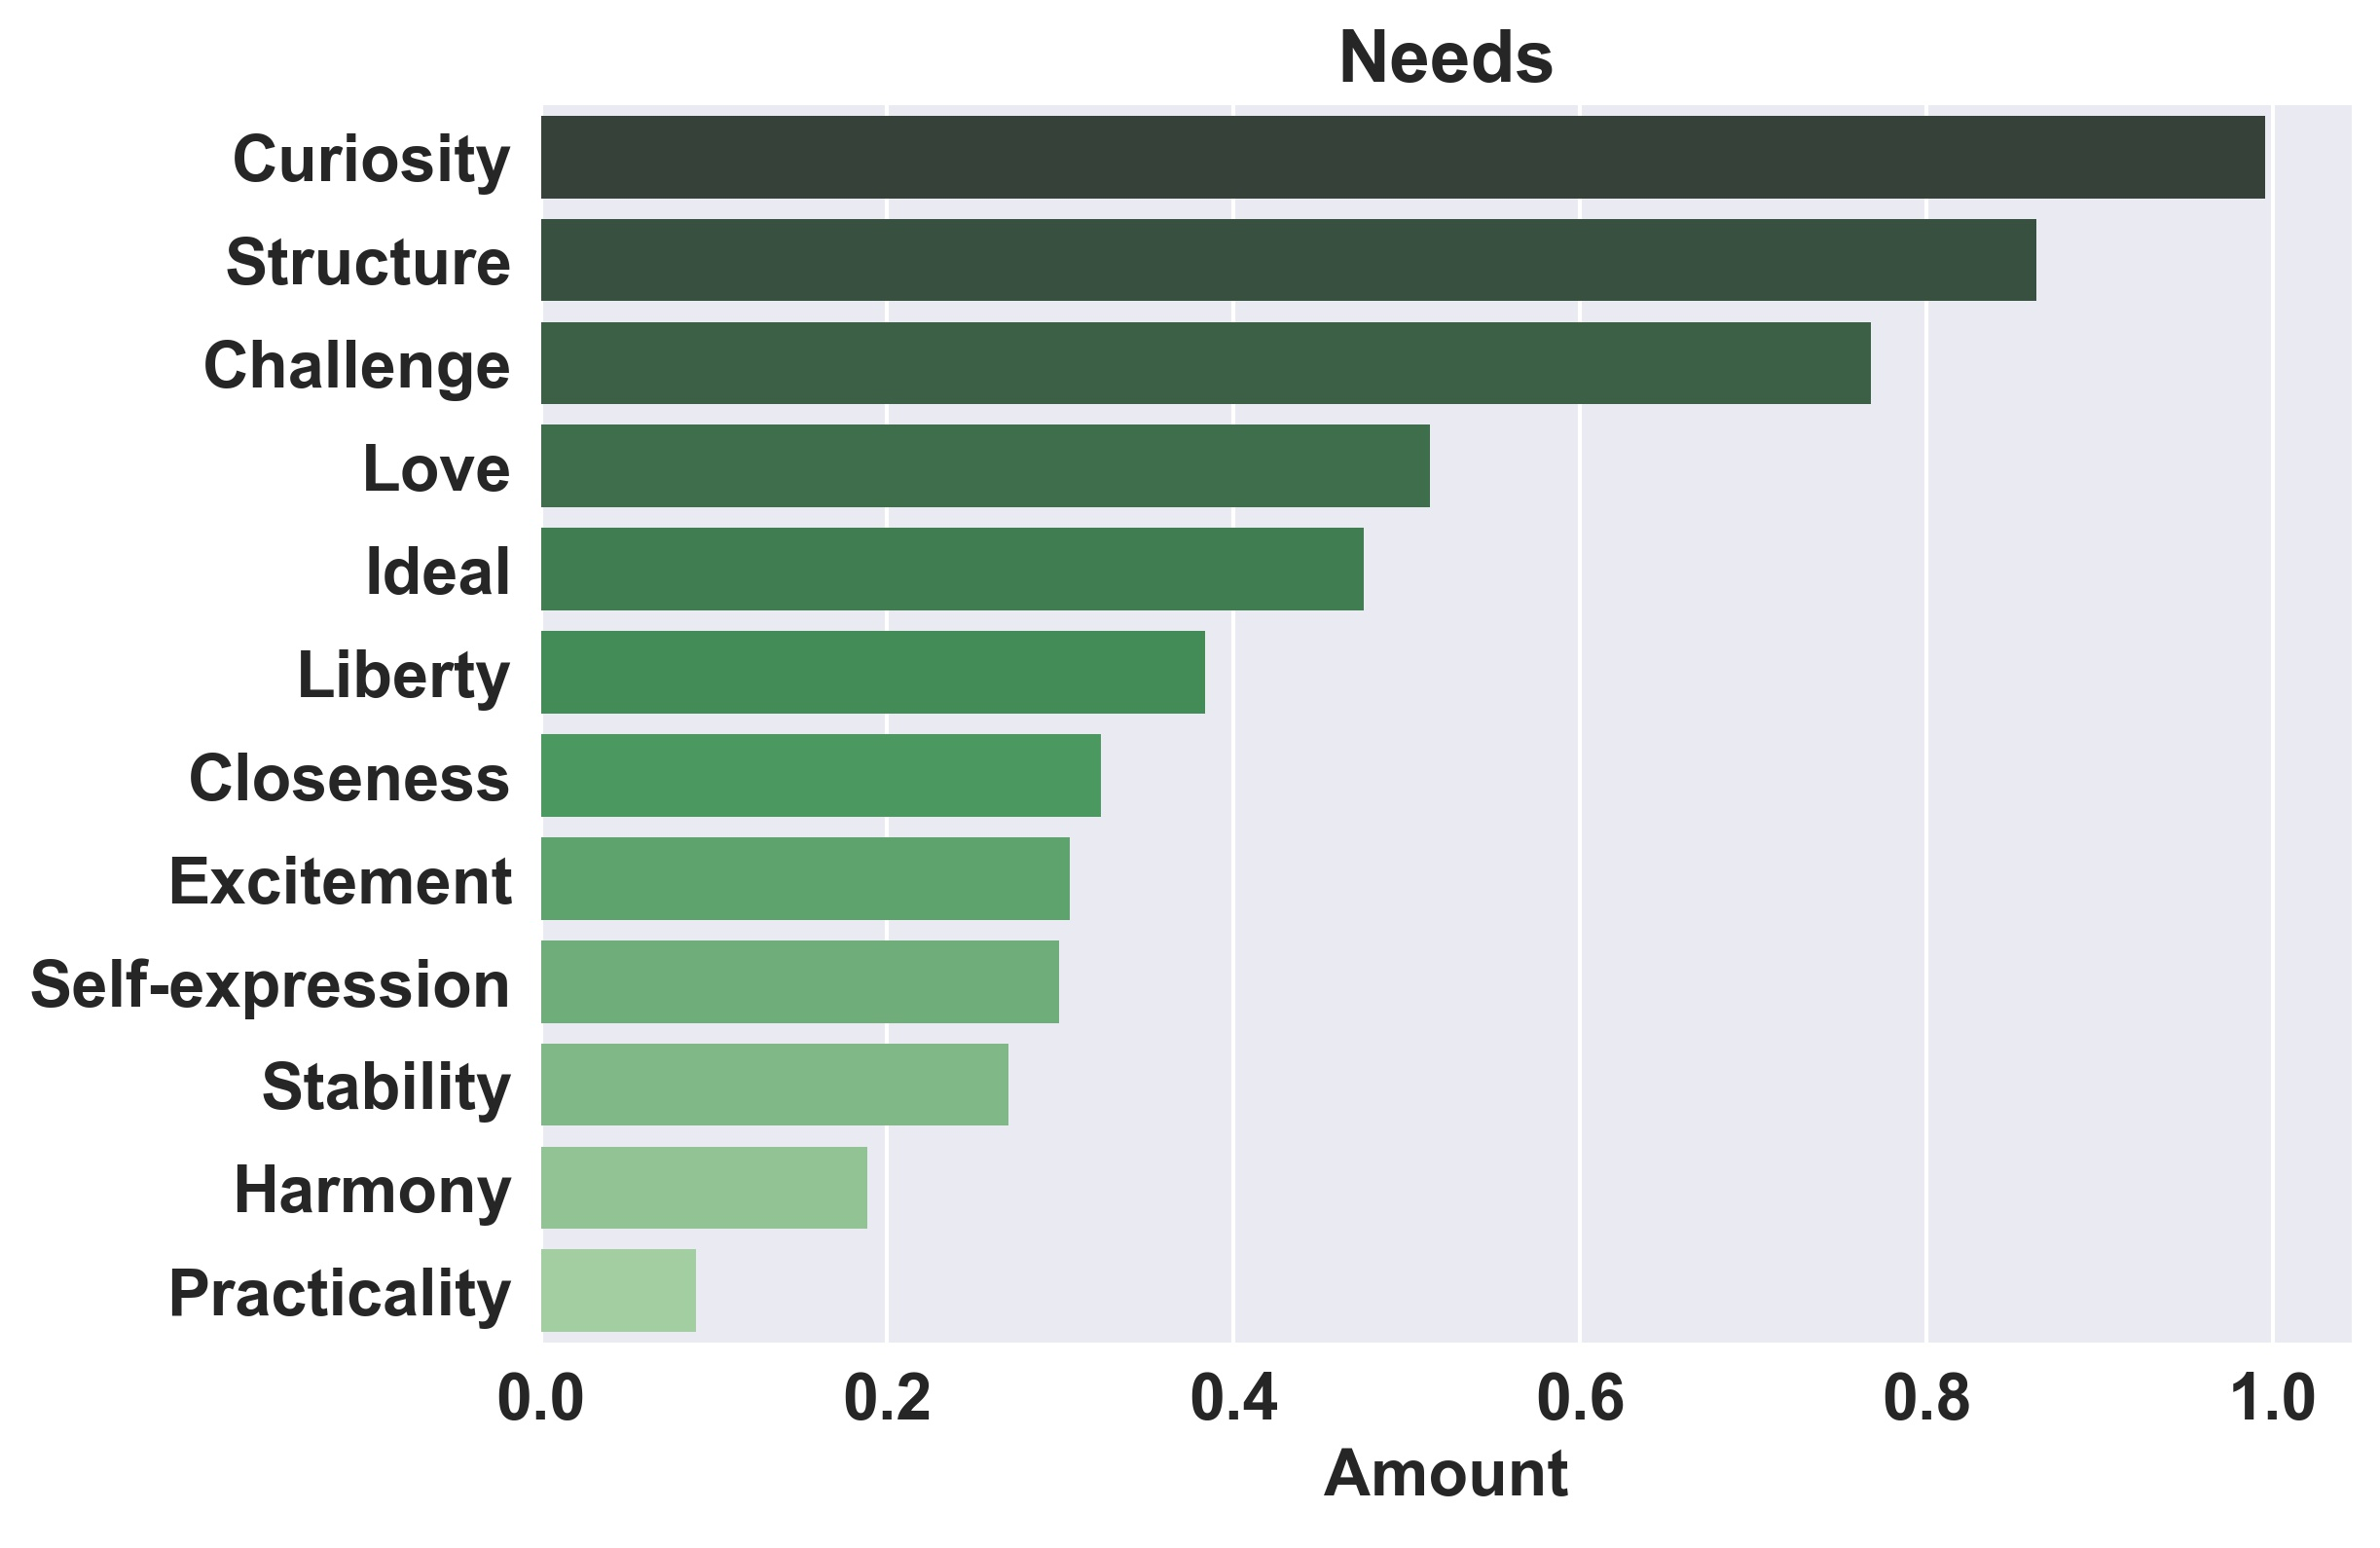 Needs
Curiosity
Structure
Challenge
Love
Ideal
Liberty
Closeness
Excitement
Self-expression
Stability
Harmony
Practicality
0.0 0.2 0.4 0.6 0.8 1.0
Amount